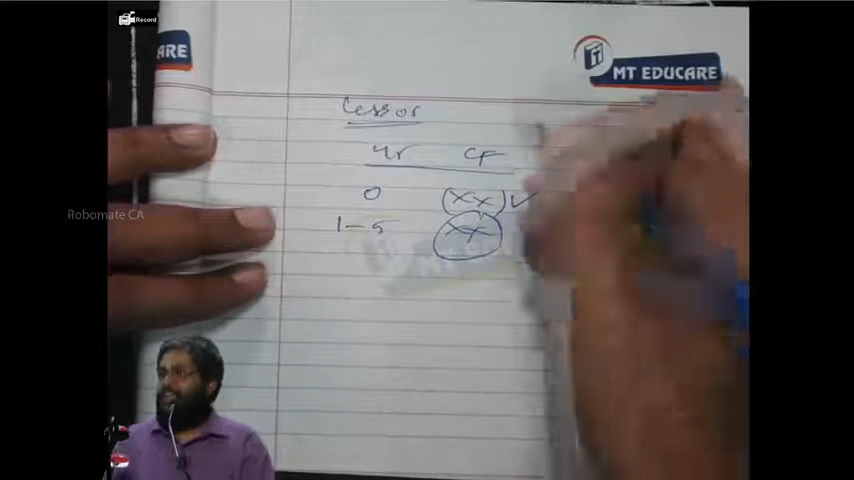 Record
ARE
MT EDUCARE
Lessor
Yr CF
0 (XX) ✓
1-5 XX
Robomate CA